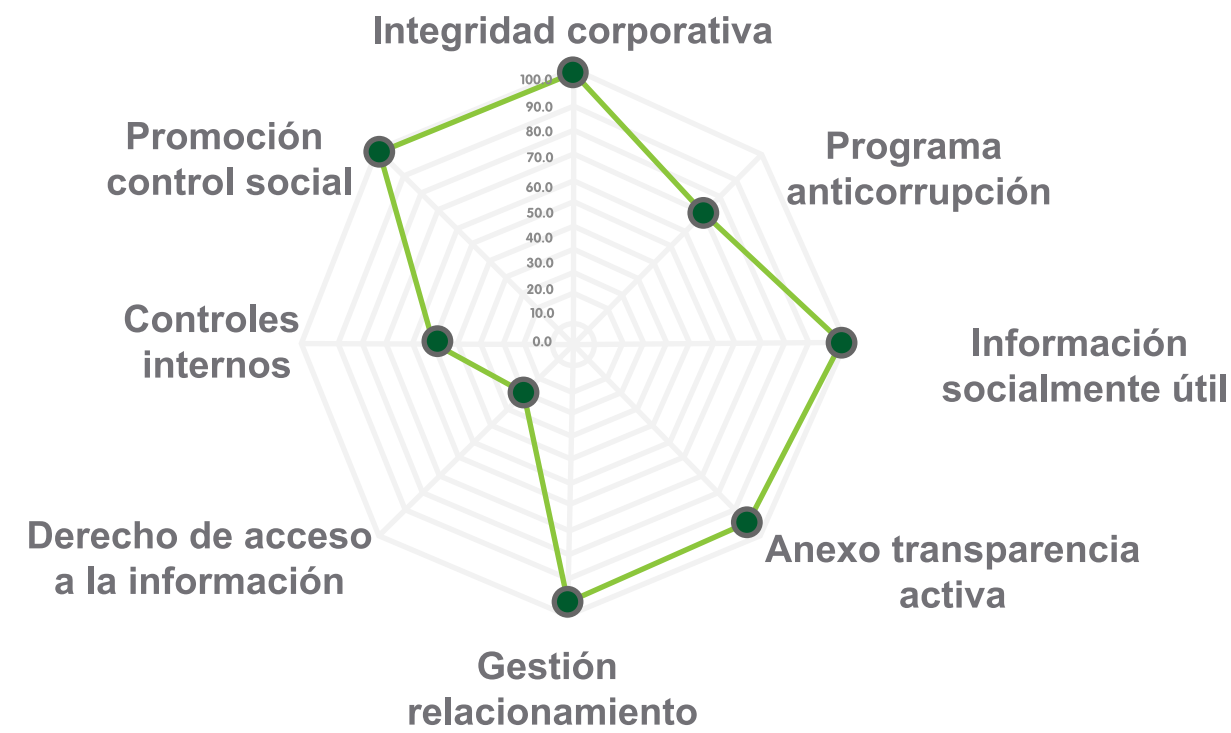 Integridad corporativa
100.0
90.0
80.0
70.0
60.0
50.0
40.0
30.0
20.0
10.0
0.0
Programa
anticorrupción
Información
socialmente útil
Anexo transparencia
activa
Gestión
relacionamiento
Derecho de acceso
a la información
Controles
internos
Promoción
control social